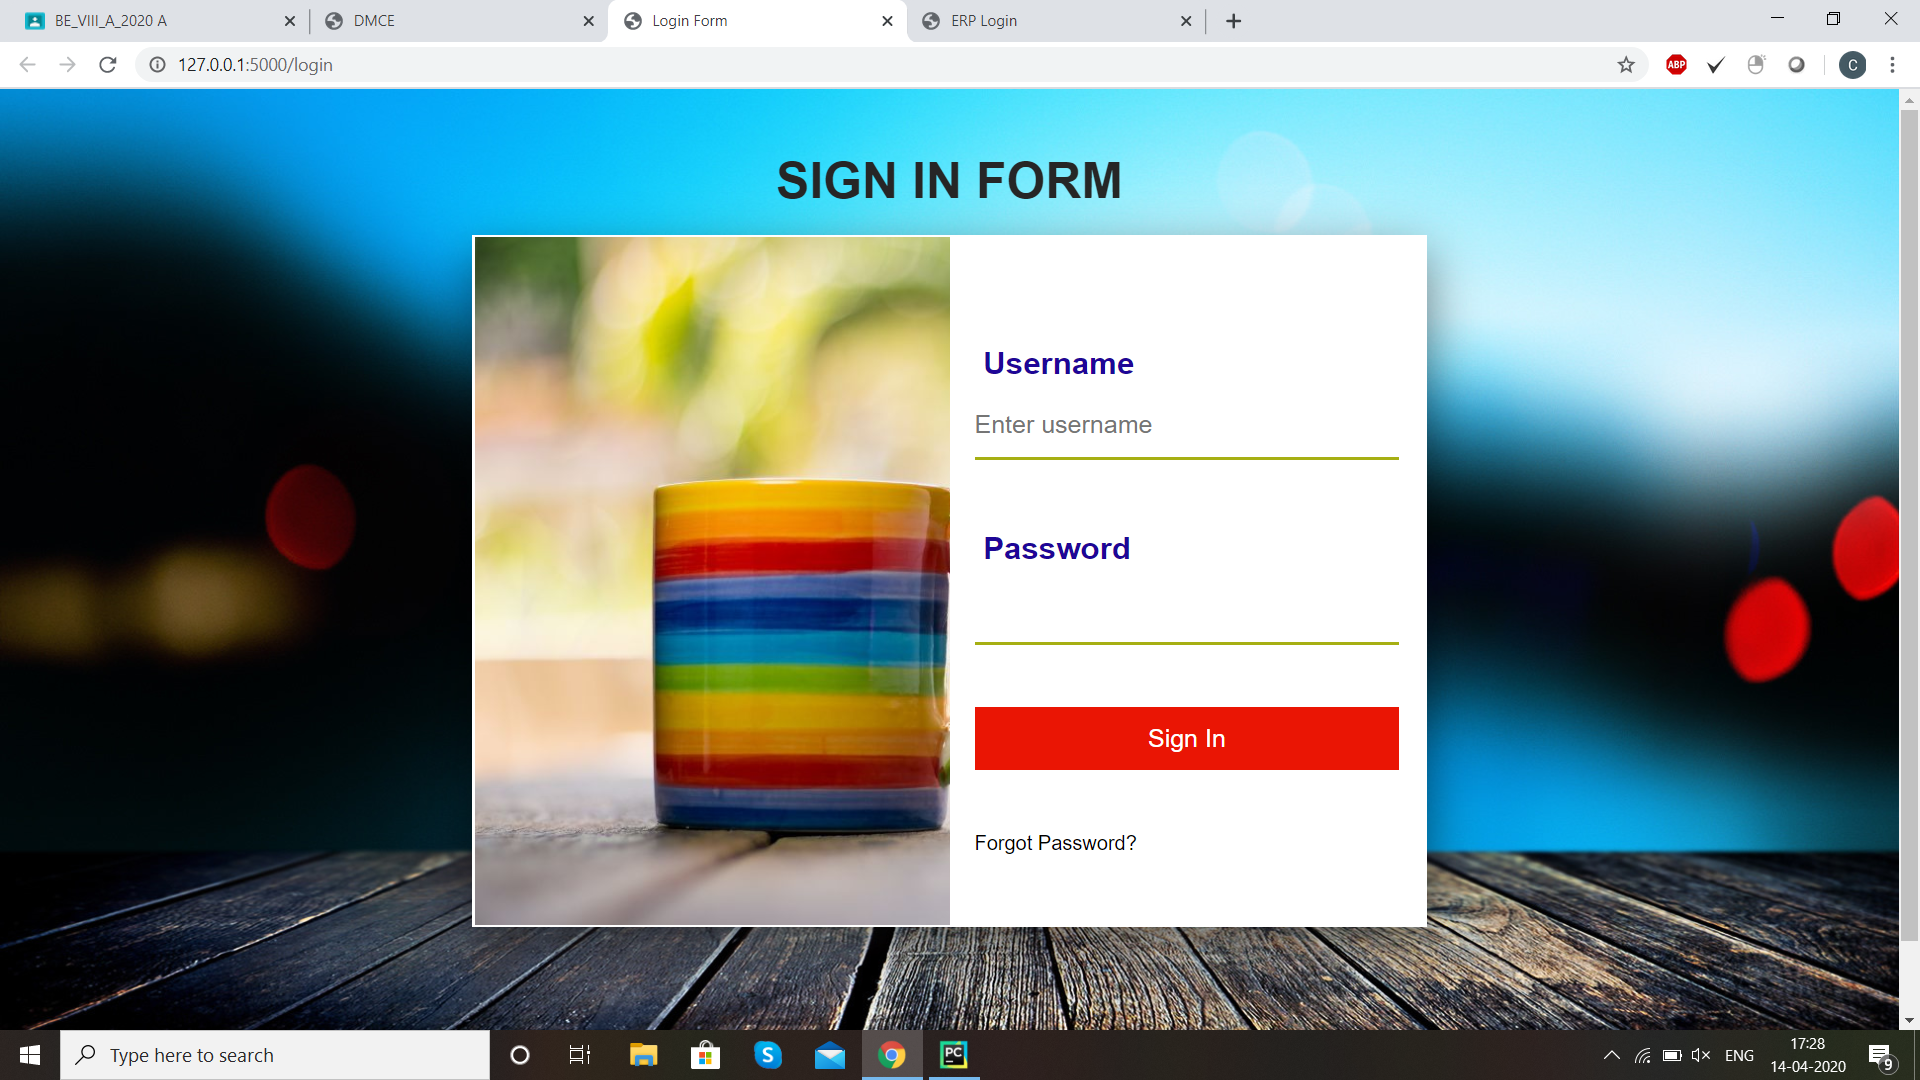 BE_VIII_A_2020 A
DMCE
Login Form
ERP Login
127.0.0.1:5000/login
ABP
C
SIGN IN FORM
Username
Enter username
Password
Sign In
Forgot Password?
Type here to search
S
PC
ENG
17:28
14-04-2020
9